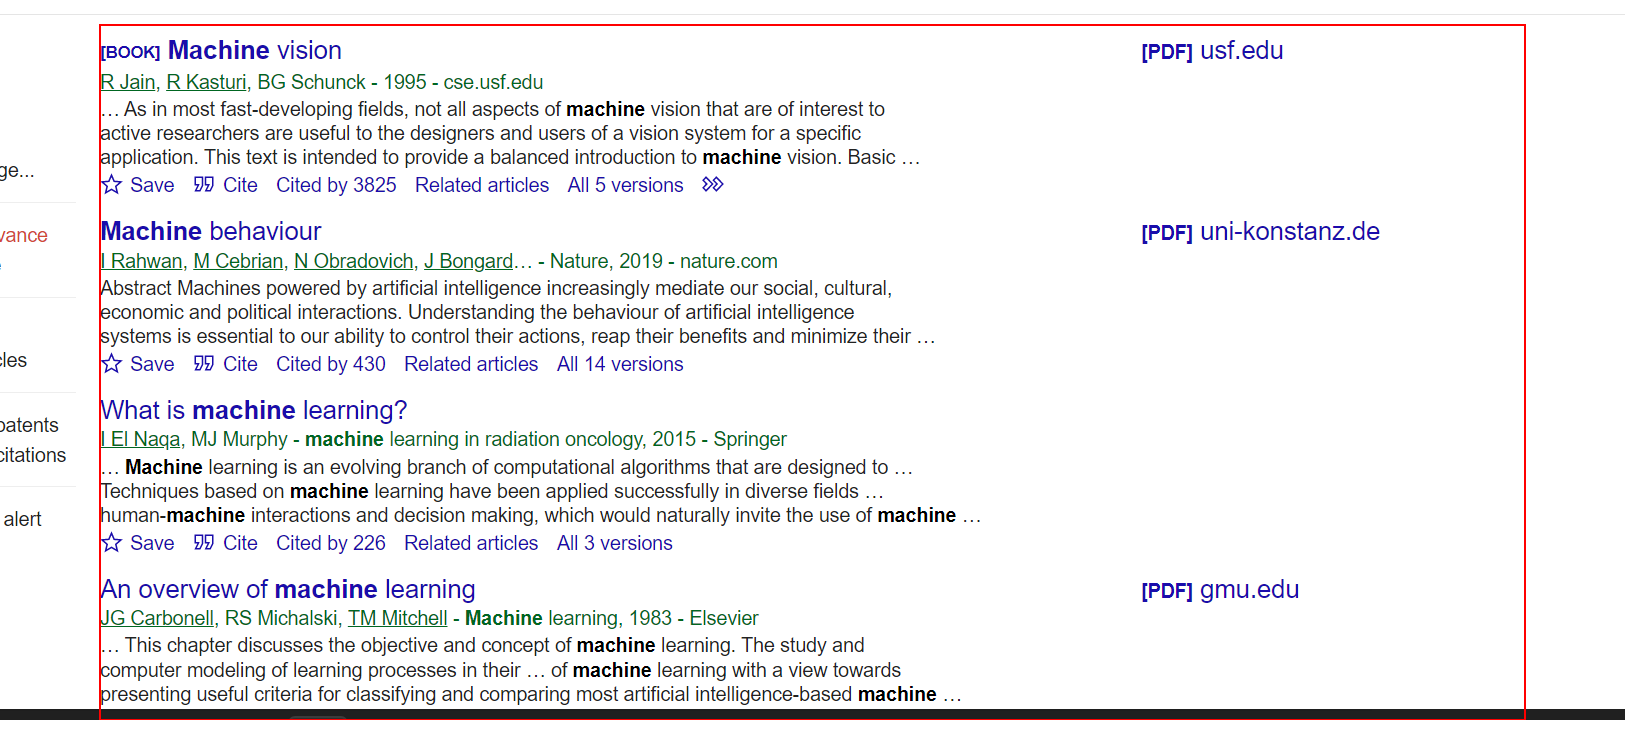 [BOOK] Machine vision
[PDF] usf.edu
R Jain, R Kasturi, BG Schunck - 1995 - cse.usf.edu
… As in most fast-developing fields, not all aspects of machine vision that are of interest to
active researchers are useful to the designers and users of a vision system for a specific
application. This text is intended to provide a balanced introduction to machine vision. Basic …
Save Cite Cited by 3825 Related articles All 5 versions
Machine behaviour
[PDF] uni-konstanz.de
I Rahwan, M Cebrian, N Obradovich, J Bongard… - Nature, 2019 - nature.com
Abstract Machines powered by artificial intelligence increasingly mediate our social, cultural,
economic and political interactions. Understanding the behaviour of artificial intelligence
systems is essential to our ability to control their actions, reap their benefits and minimize their …
Save Cite Cited by 430 Related articles All 14 versions
What is machine learning?
I El Naqa, MJ Murphy - machine learning in radiation oncology, 2015 - Springer
… Machine learning is an evolving branch of computational algorithms that are designed to …
Techniques based on machine learning have been applied successfully in diverse fields …
human-machine interactions and decision making, which would naturally invite the use of machine …
Save Cite Cited by 226 Related articles All 3 versions
An overview of machine learning
[PDF] gmu.edu
JG Carbonell, RS Michalski, TM Mitchell - Machine learning, 1983 - Elsevier
… This chapter discusses the objective and concept of machine learning. The study and
computer modeling of learning processes in their … of machine learning with a view towards
presenting useful criteria for classifying and comparing most artificial intelligence-based machine …
ge...
vance
cles
patents
citations
alert